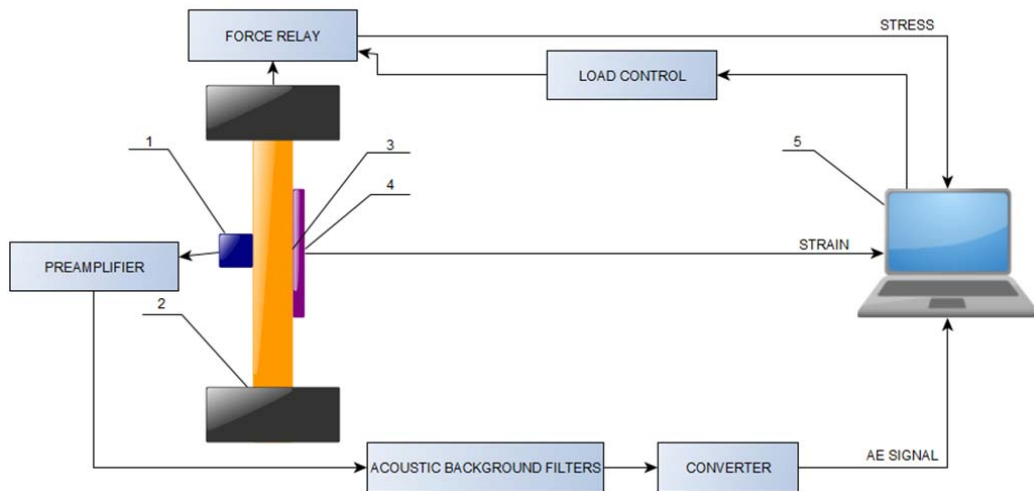 FORCE RELAY
STRESS
LOAD CONTROL
1
3
5
4
STRAIN
PREAMPLIFIER
2
ACOUSTIC BACKGROUND FILTERS
CONVERTER
AE SIGNAL